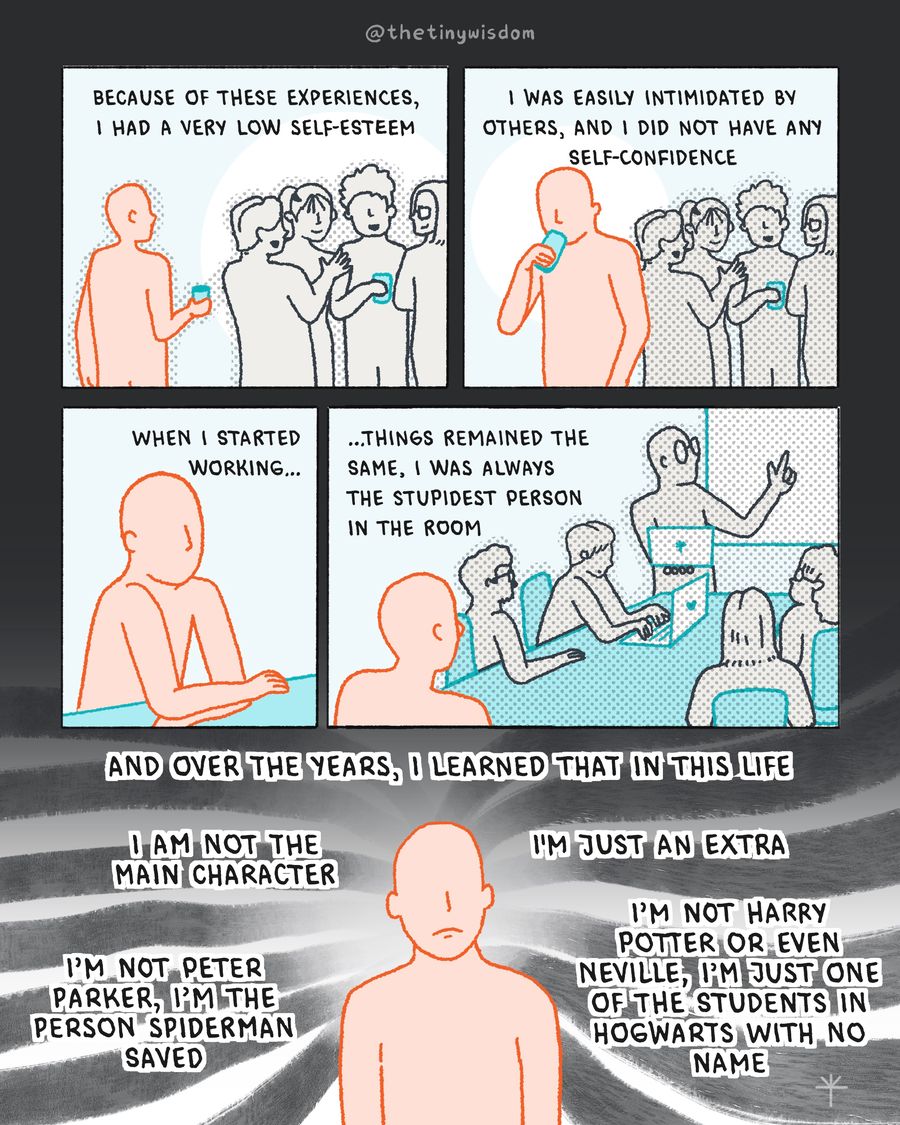 @thetinywisdom
BECAUSE OF THESE EXPERIENCES,
I HAD A VERY LOW SELF-ESTEEM
I WAS EASILY INTIMIDATED BY
OTHERS, AND I DID NOT HAVE ANY
SELF-CONFIDENCE
WHEN I STARTED
WORKING...
...THINGS REMAINED THE
SAME, I WAS ALWAYS
THE STUPIDEST PERSON
IN THE ROOM
AND OVER THE YEARS, I LEARNED THAT IN THIS LIFE
I AM NOT THE
MAIN CHARACTER
I'M JUST AN EXTRA
I'M NOT PETER
PARKER, I'M THE
PERSON SPIDERMAN
SAVED
I'M NOT HARRY
POTTER OR EVEN
NEVILLE, I'M JUST ONE
OF THE STUDENTS IN
HOGWARTS WITH NO
NAME